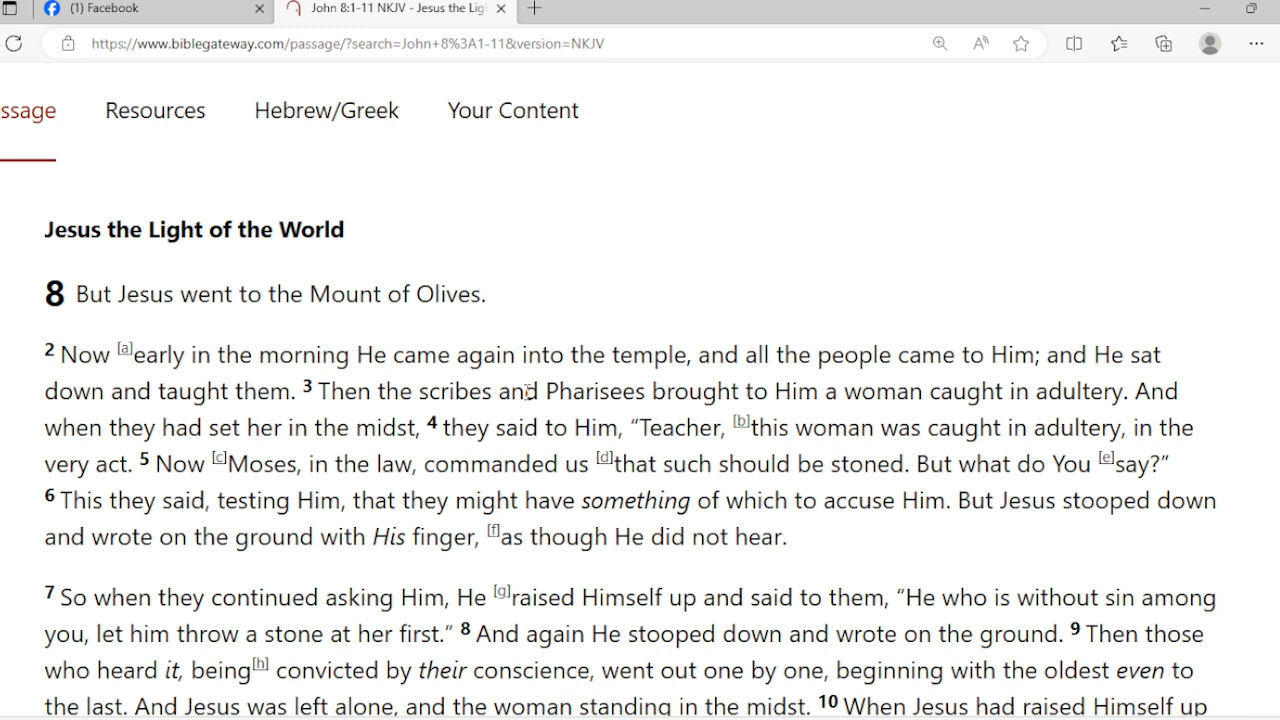 (1) Facebook
John 8:1-11 NKJV - Jesus the Lig
https://www.biblegateway.com/passage/?search=John+8%3A1-11&version=NKJV
ssage Resources Hebrew/Greek Your Content
Jesus the Light of the World
8 But Jesus went to the Mount of Olives.
2 Now [a]early in the morning He came again into the temple, and all the people came to Him; and He sat
down and taught them. 3 Then the scribes and Pharisees brought to Him a woman caught in adultery. And
when they had set her in the midst, 4 they said to Him, “Teacher, [b]this woman was caught in adultery, in the
very act. 5 Now [c]Moses, in the law, commanded us [d]that such should be stoned. But what do You [e]say?”
6 This they said, testing Him, that they might have something of which to accuse Him. But Jesus stooped down
and wrote on the ground with His finger, [f]as though He did not hear.
7 So when they continued asking Him, He [g]raised Himself up and said to them, “He who is without sin among
you, let him throw a stone at her first.” 8 And again He stooped down and wrote on the ground. 9 Then those
who heard it, being[h] convicted by their conscience, went out one by one, beginning with the oldest even to
the last. And Jesus was left alone, and the woman standing in the midst. 10 When Jesus had raised Himself up